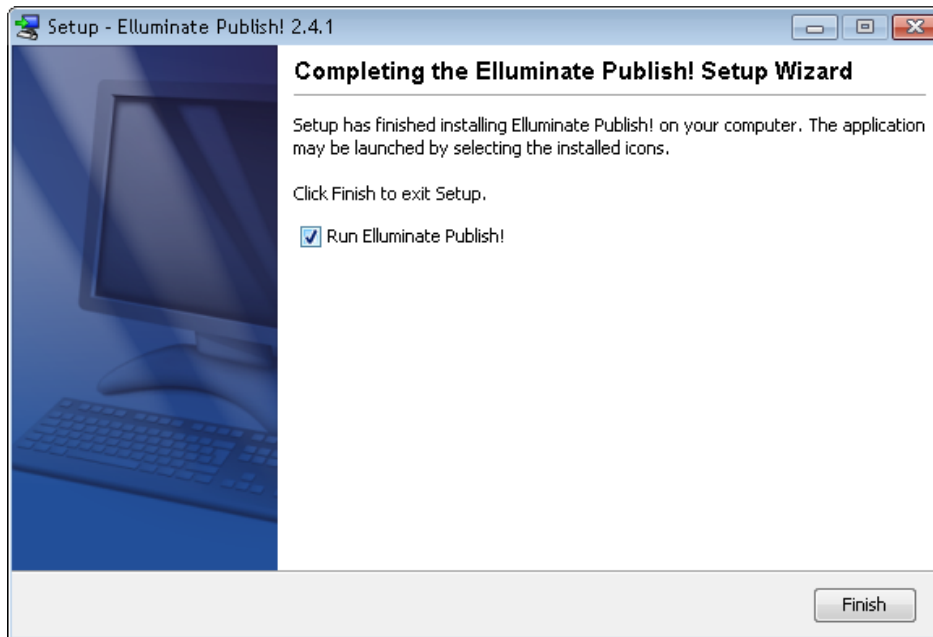 Setup - Elluminate Publish! 2.4.1
Completing the Elluminate Publish! Setup Wizard
Setup has finished installing Elluminate Publish! on your computer. The application
may be launched by selecting the installed icons.
Click Finish to exit Setup.
Run Elluminate Publish!
Finish